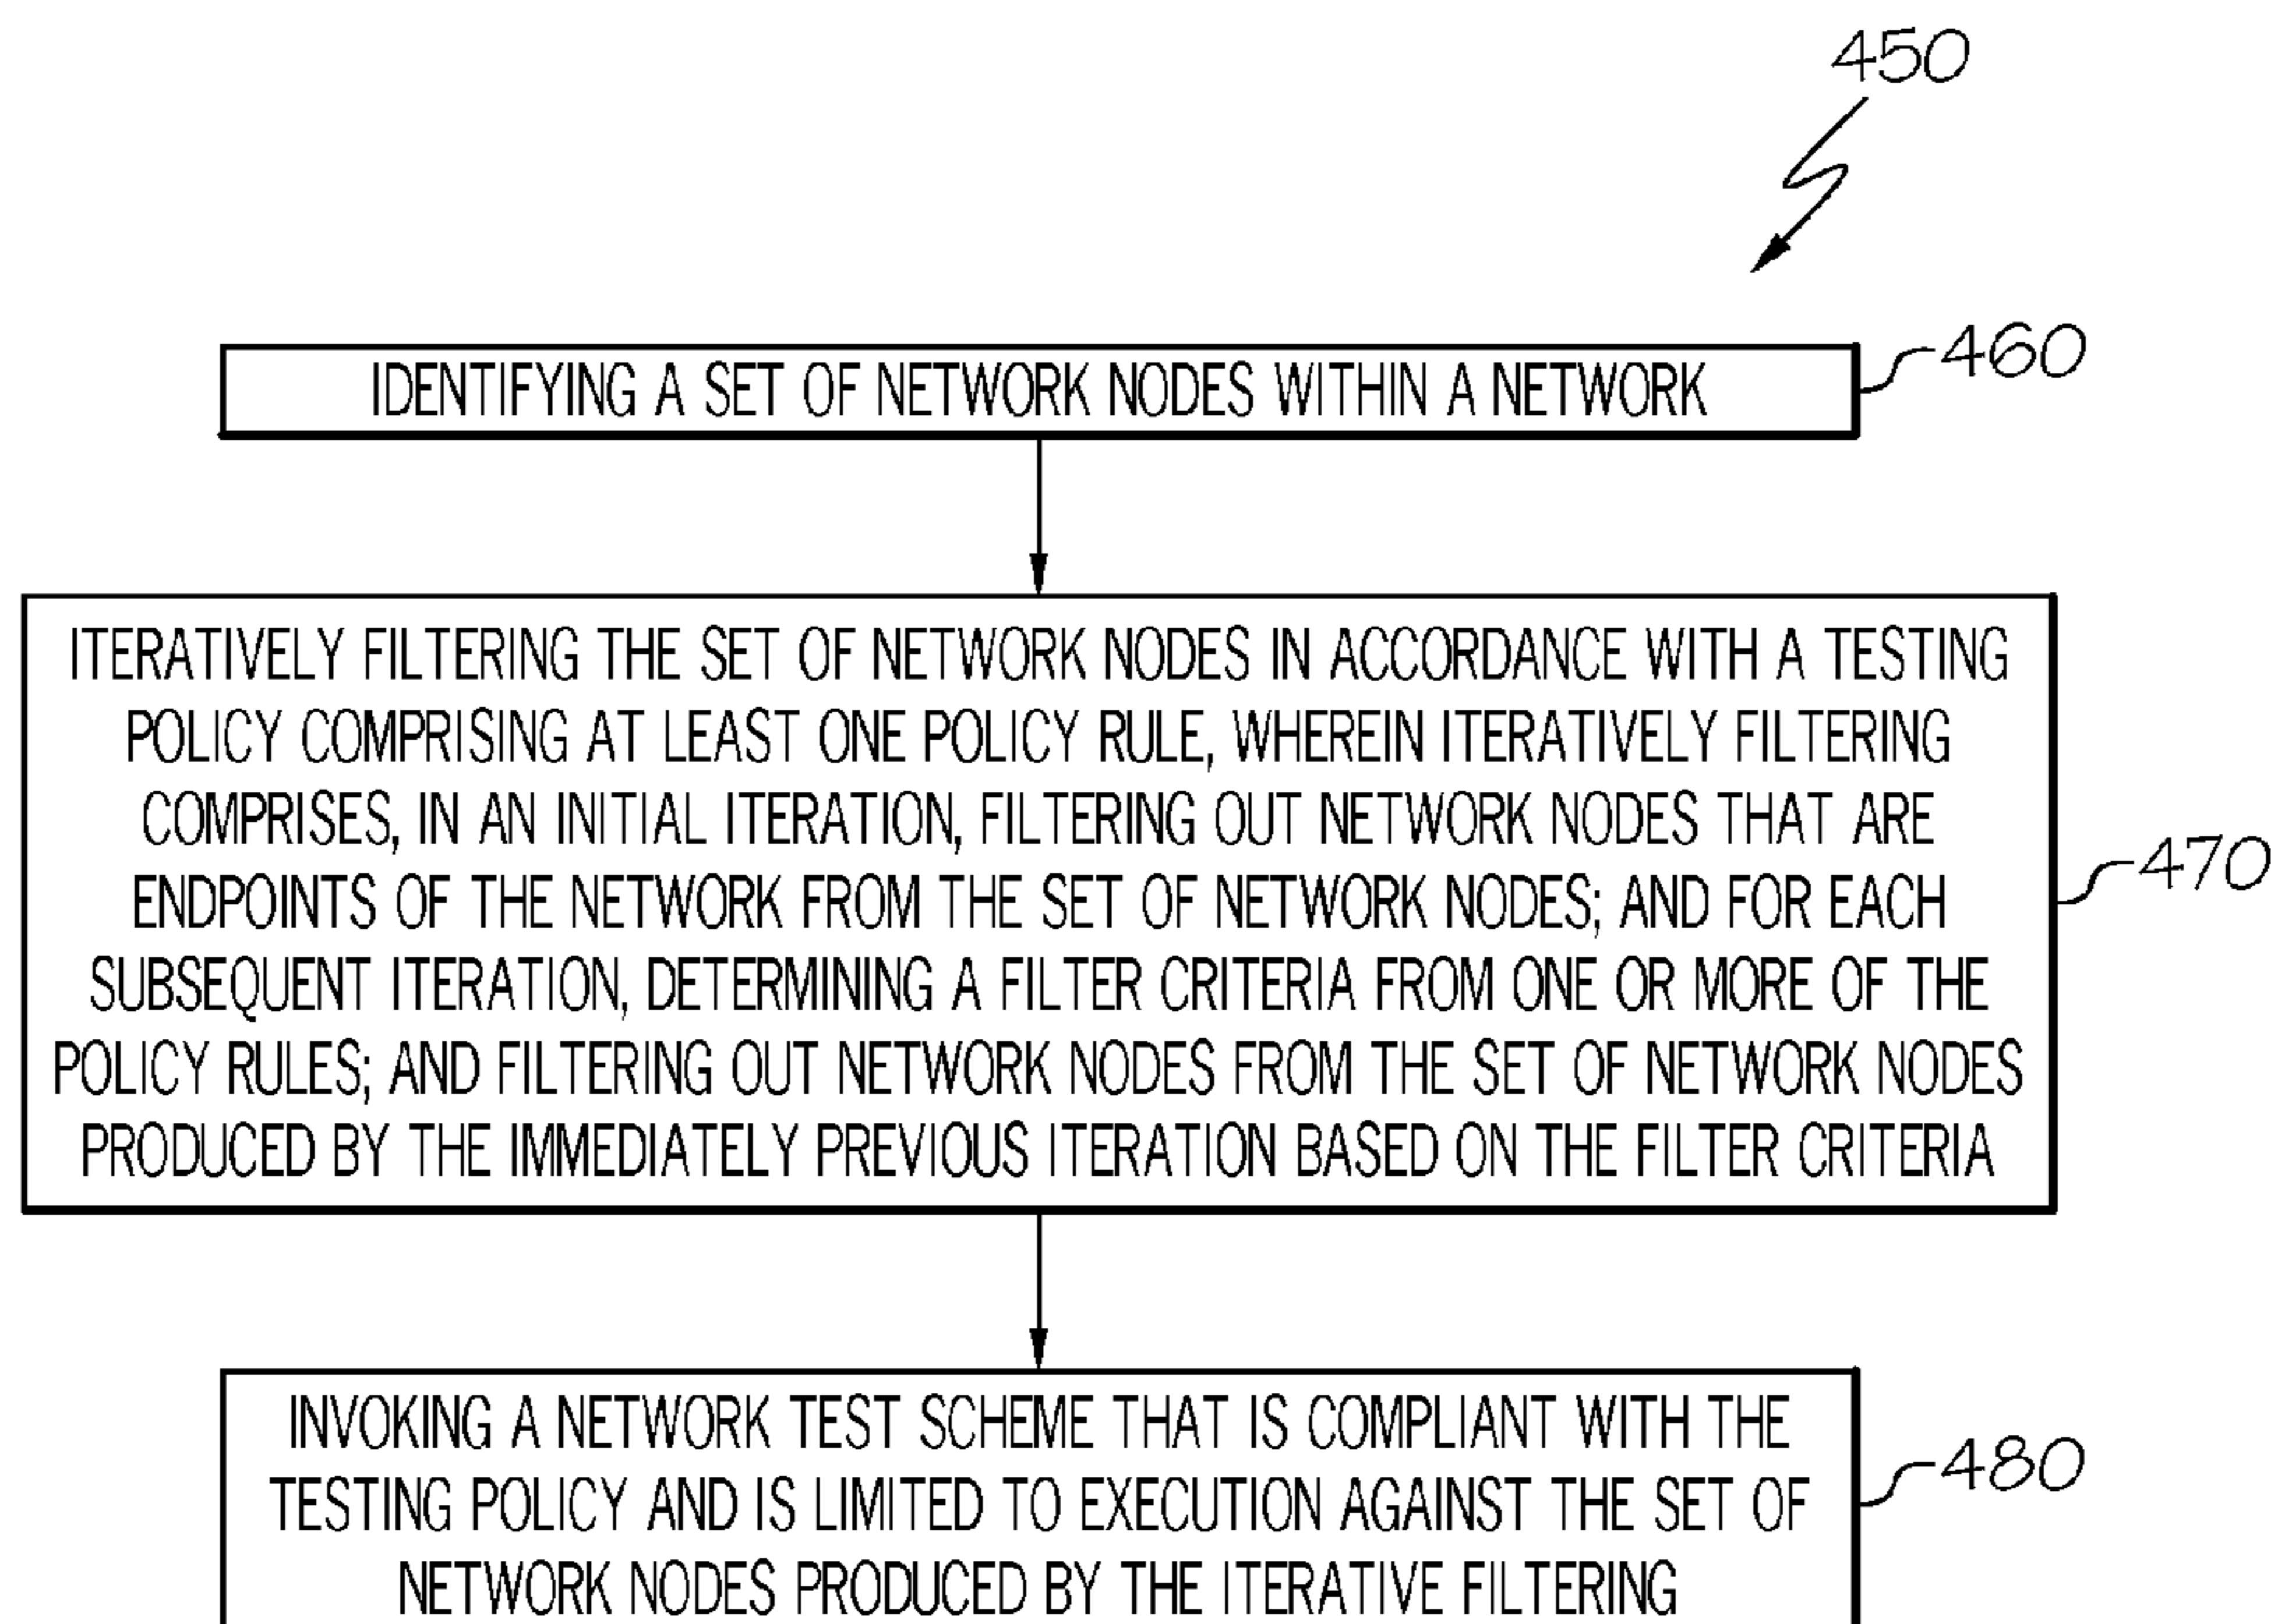 450
IDENTIFYING A SET OF NETWORK NODES WITHIN A NETWORK
460
ITERATIVELY FILTERING THE SET OF NETWORK NODES IN ACCORDANCE WITH A TESTING
POLICY COMPRISING AT LEAST ONE POLICY RULE, WHEREIN ITERATIVELY FILTERING
COMPRISES, IN AN INITIAL ITERATION, FILTERING OUT NETWORK NODES THAT ARE
ENDPOINTS OF THE NETWORK FROM THE SET OF NETWORK NODES; AND FOR EACH
SUBSEQUENT ITERATION, DETERMINING A FILTER CRITERIA FROM ONE OR MORE OF THE
POLICY RULES; AND FILTERING OUT NETWORK NODES FROM THE SET OF NETWORK NODES
PRODUCED BY THE IMMEDIATELY PREVIOUS ITERATION BASED ON THE FILTER CRITERIA
470
INVOKING A NETWORK TEST SCHEME THAT IS COMPLIANT WITH THE
TESTING POLICY AND IS LIMITED TO EXECUTION AGAINST THE SET OF
NETWORK NODES PRODUCED BY THE ITERATIVE FILTERING
480